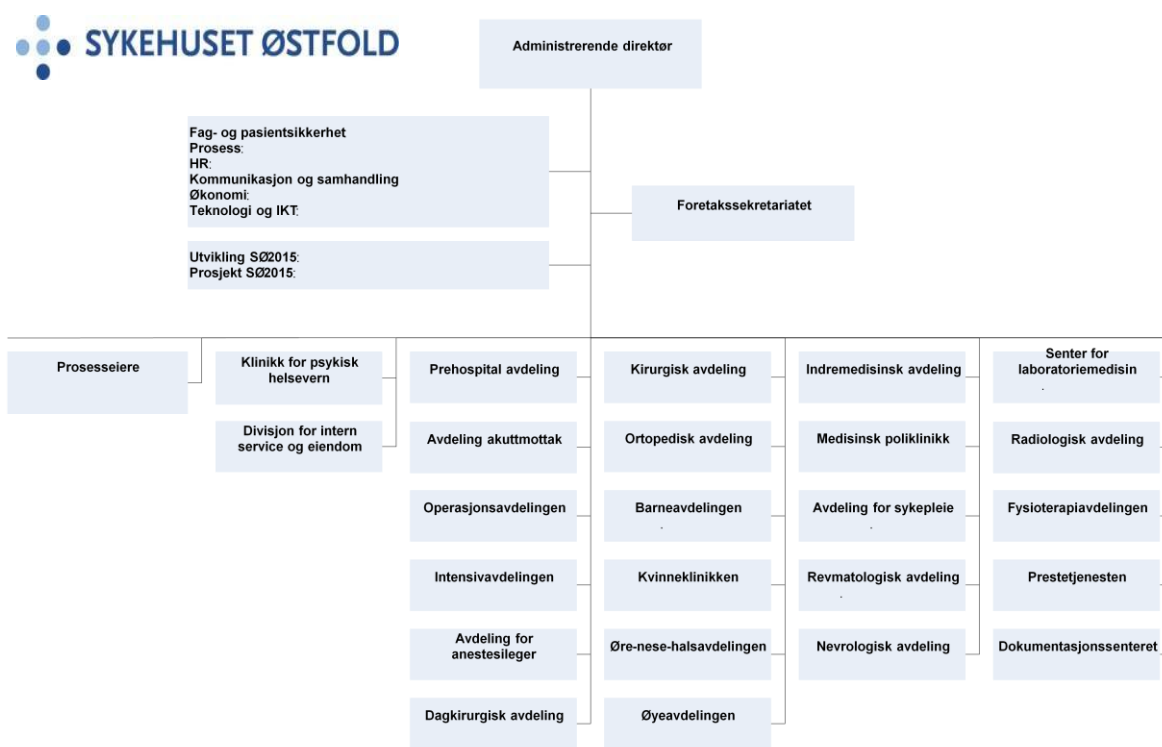 SYKEHUSET ØSTFOLD
Administrerende direktør
Fag- og pasientsikkerhet
Prosess:
HR:
Kommunikasjon og samhandling
Økonomi:
Teknologi og IKT:
Foretakssekretariatet
Utvikling SØ2015:
Prosjekt SØ2015:
Prosesseiere
Klinikk for psykisk
helsevern
Divisjon for intern
service og eiendom
Prehospital avdeling
Avdeling akuttmottak
Operasjonsavdelingen
Intensivavdelingen
Avdeling for
anestesileger
Dagkirurgisk avdeling
Kirurgisk avdeling
Ortopedisk avdeling
Barneavdelingen
.
Kvinneklinikken
Øre-nese-halsavdelingen
Øyeavdelingen
Indremedisinsk avdeling
Medisinsk poliklinikk
Avdeling for sykepleie
.
Revmatologisk avdeling
.
Nevrologisk avdeling
Senter for
laboratoriemedisin
.
Radiologisk avdeling
Fysioterapiavdelingen
Prestetjenesten
Dokumentasjonssenteret